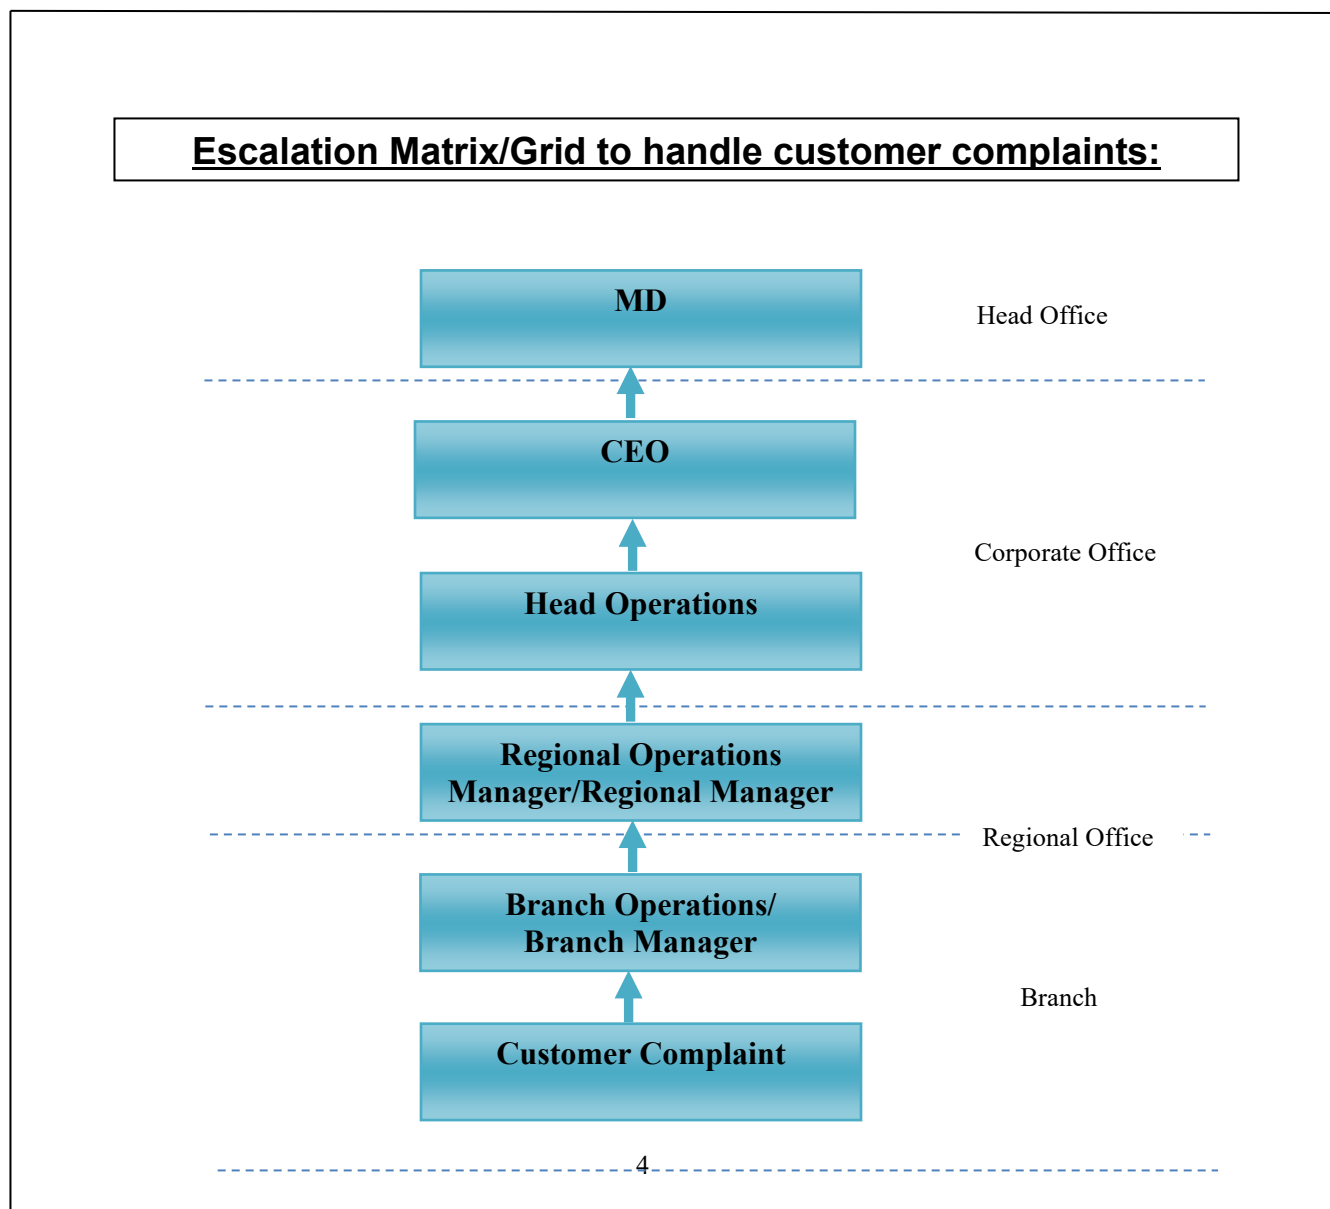 Escalation Matrix/Grid to handle customer complaints:
MD
Head Office
CEO
Corporate Office
Head Operations
Regional Operations
Manager/Regional Manager
Regional Office
Branch Operations/
Branch Manager
Branch
Customer Complaint
4